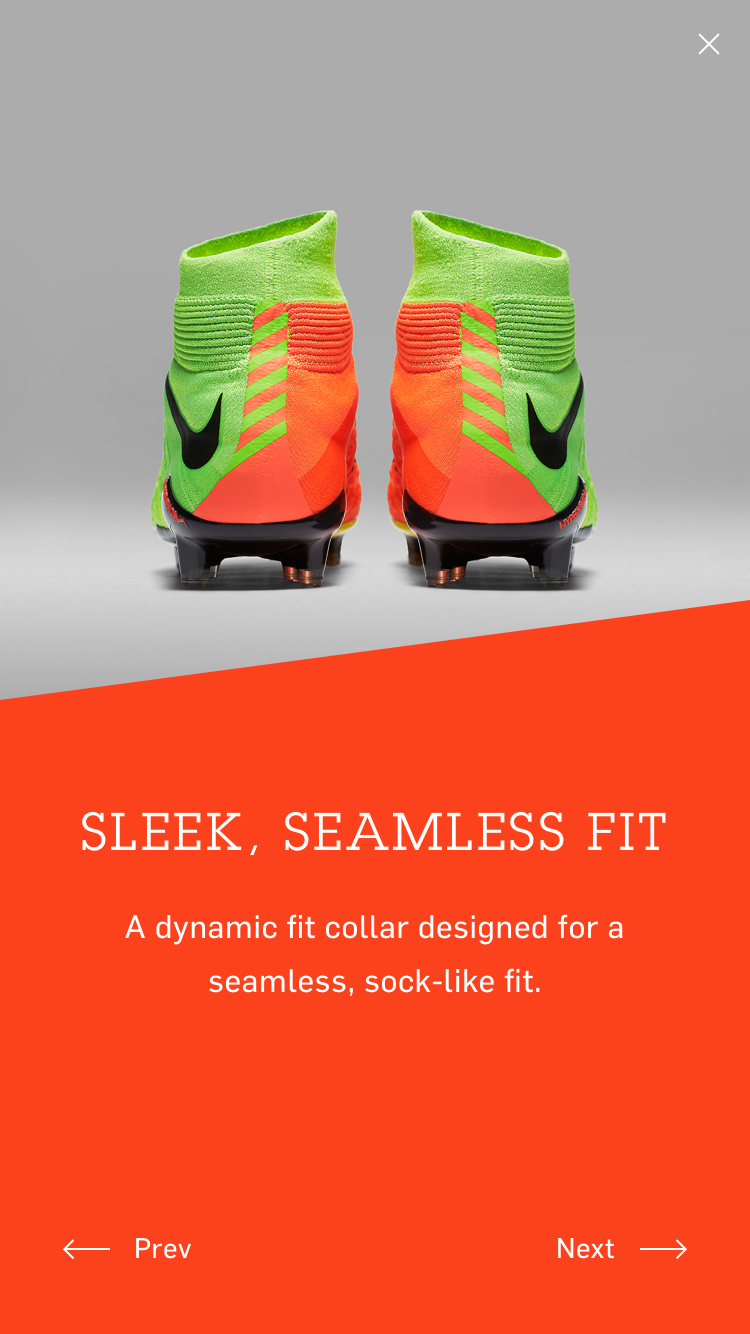 SLEEK, SEAMLESS FIT
A dynamic fit collar designed for a
seamless, sock-like fit.
Prev
Next